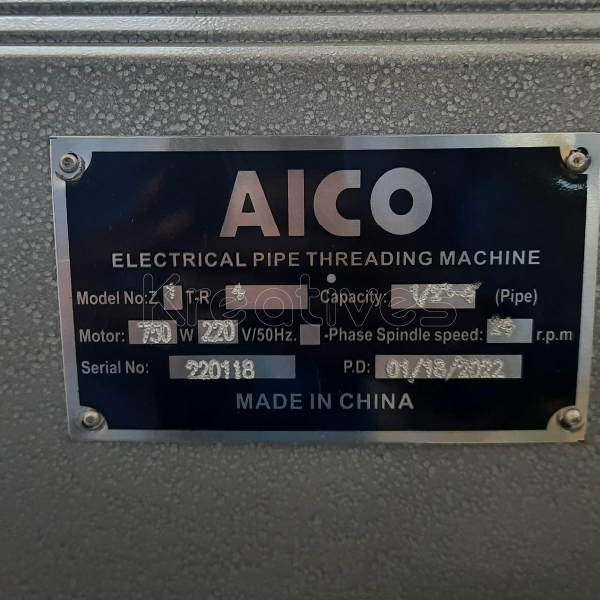 AICO
ELECTRICAL PIPE THREADING MACHINE
Model No:Z T-R Capacity: (Pipe)
Motor: 750 W 220 V/50Hz. -Phase Spindle speed: r.p.m
Serial No: 220118 P.D: 01/18/2022
MADE IN CHINA
Kreatives